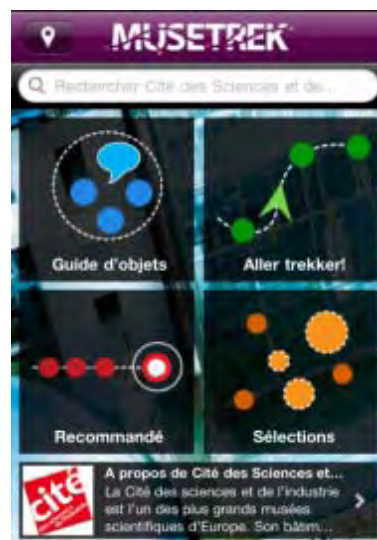 MUSETREK
Rechercher Cité des Sciences et de ...
Guide d'objets
Aller trekker!
Recommandé
Sélections
cité
A propos de Cité des Sciences et...
La Cité des sciences et de l'industrie
est l'un des plus grands musées
scientifiques d'Europe. Son bâtim...